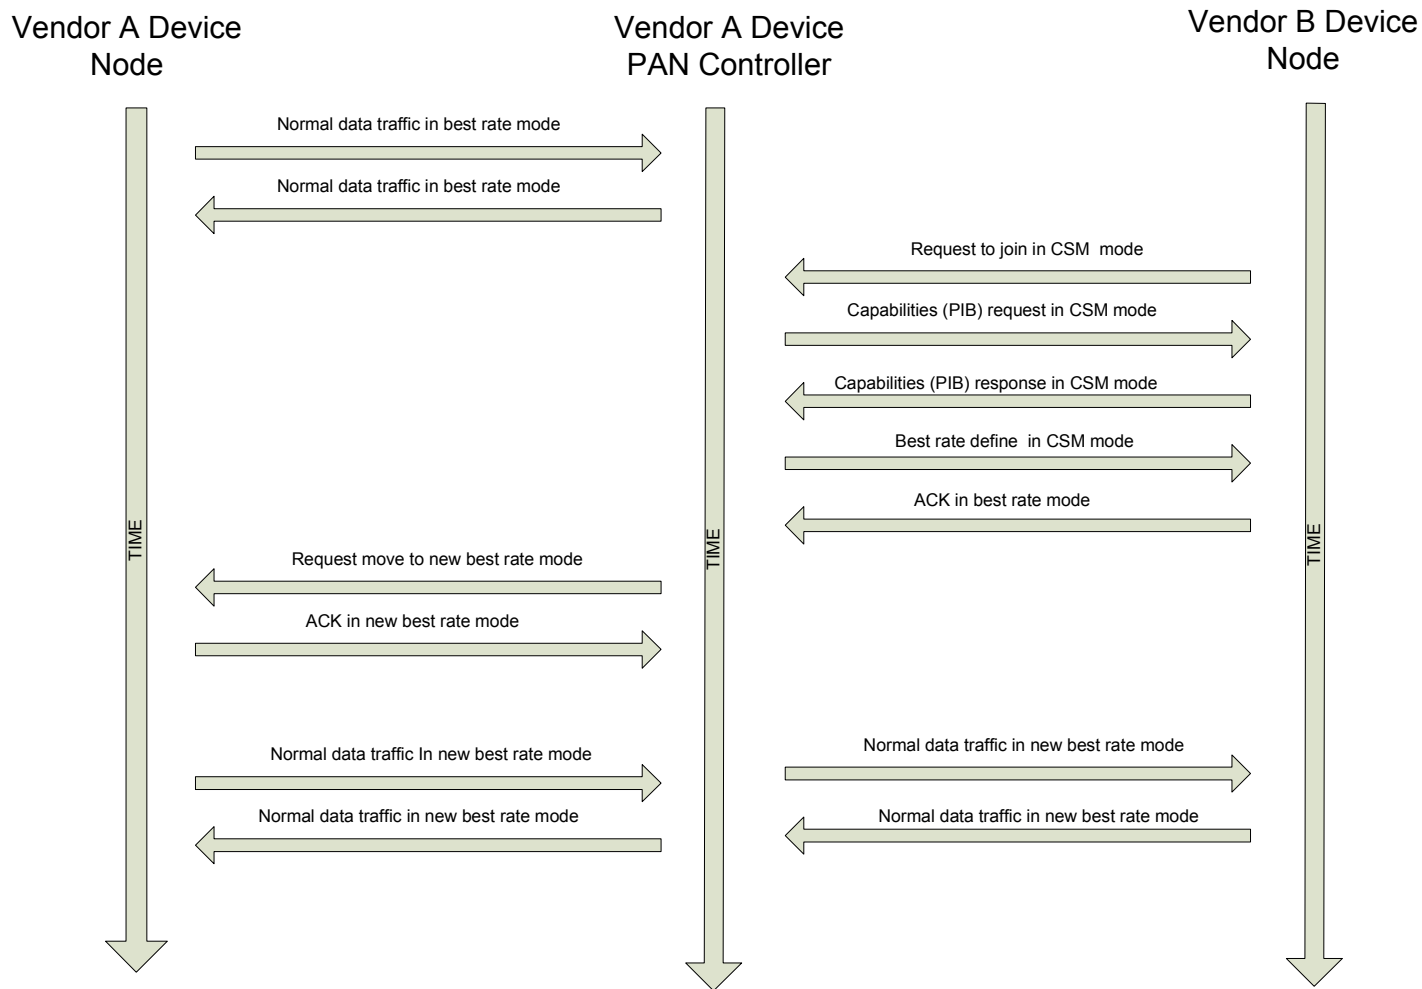 Vendor A Device
Node
Vendor A Device
PAN Controller
Vendor B Device
Node
Normal data traffic in best rate mode
Normal data traffic in best rate mode
Request to join in CSM mode
Capabilities (PIB) request in CSM mode
Capabilities (PIB) response in CSM mode
Best rate define in CSM mode
ACK in best rate mode
TIME
TIME
TIME
Request move to new best rate mode
ACK in new best rate mode
Normal data traffic In new best rate mode
Normal data traffic in new best rate mode
Normal data traffic in new best rate mode
Normal data traffic in new best rate mode